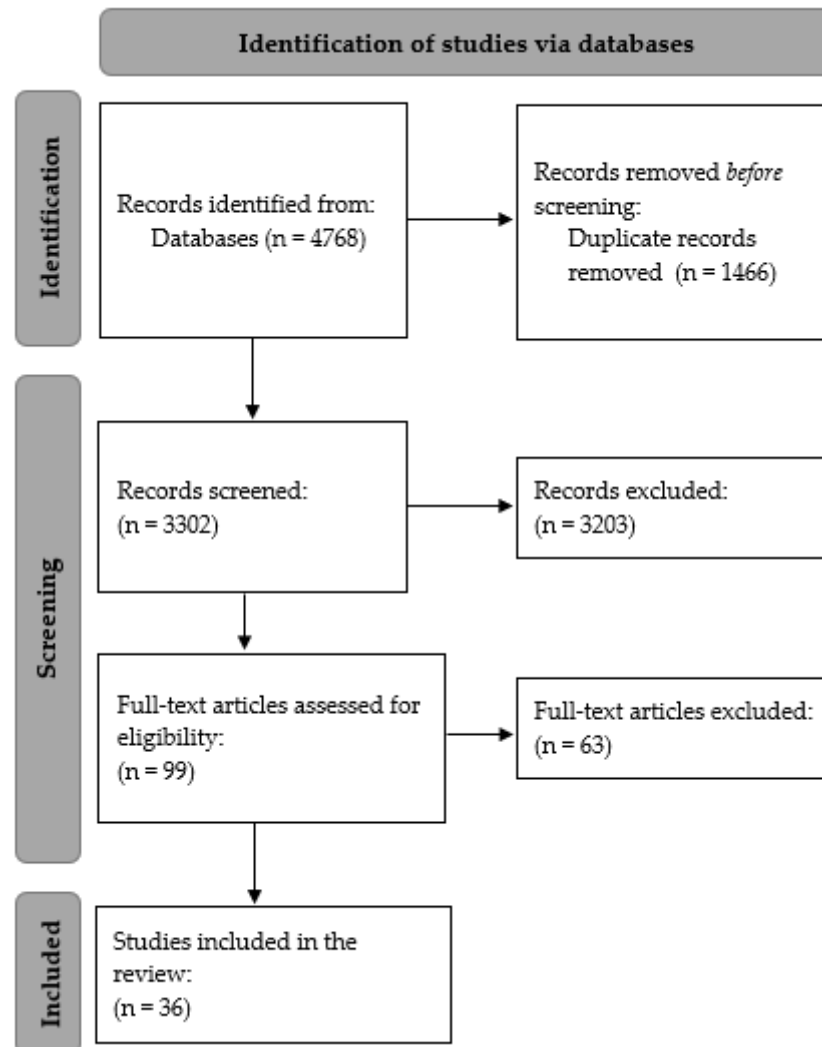 Identification of studies via databases
Identification
Records identified from:
Databases (n = 4768)
Records removed before
screening:
Duplicate records
removed (n = 1466)
Screening
Records screened:
(n = 3302)
Records excluded:
(n = 3203)
Full-text articles assessed for
eligibility:
(n = 99)
Full-text articles excluded:
(n = 63)
Included
Studies included in the
review:
(n = 36)